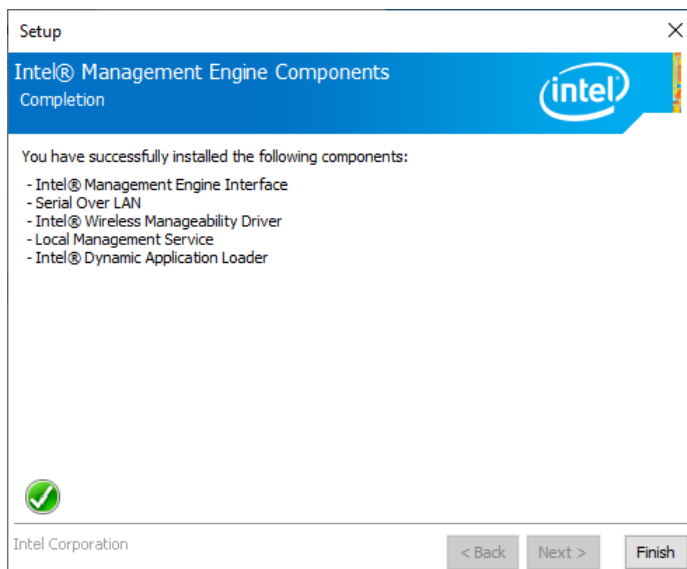 Setup
Intel® Management Engine Components
Completion
intel
You have successfully installed the following components:
- Intel® Management Engine Interface
- Serial Over LAN
- Intel® Wireless Manageability Driver
- Local Management Service
- Intel® Dynamic Application Loader
Intel Corporation
< Back Next > Finish